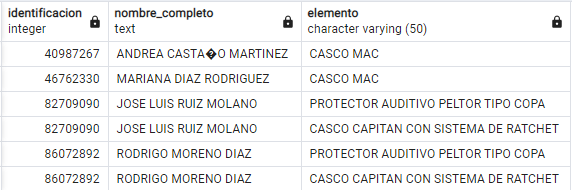 identificacion nombre_completo elemento
integer text character varying (50)
40987267 ANDREA CASTA�O MARTINEZ CASCO MAC
46762330 MARIANA DIAZ RODRIGUEZ CASCO MAC
82709090 JOSE LUIS RUIZ MOLANO PROTECTOR AUDITIVO PELTOR TIPO COPA
82709090 JOSE LUIS RUIZ MOLANO CASCO CAPITAN CON SISTEMA DE RATCHET
86072892 RODRIGO MORENO DIAZ PROTECTOR AUDITIVO PELTOR TIPO COPA
86072892 RODRIGO MORENO DIAZ CASCO CAPITAN CON SISTEMA DE RATCHET